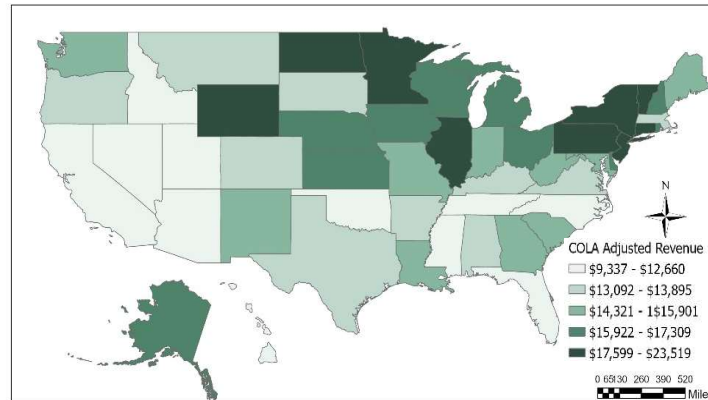 N
COLA Adjusted Revenue
$9,337 - $12,660
$13,092 - $13,895
$14,321 - 1$15,901
$15,922 - $17,309
$17,599 - $23,519
0 65130 260 390 520
Mile